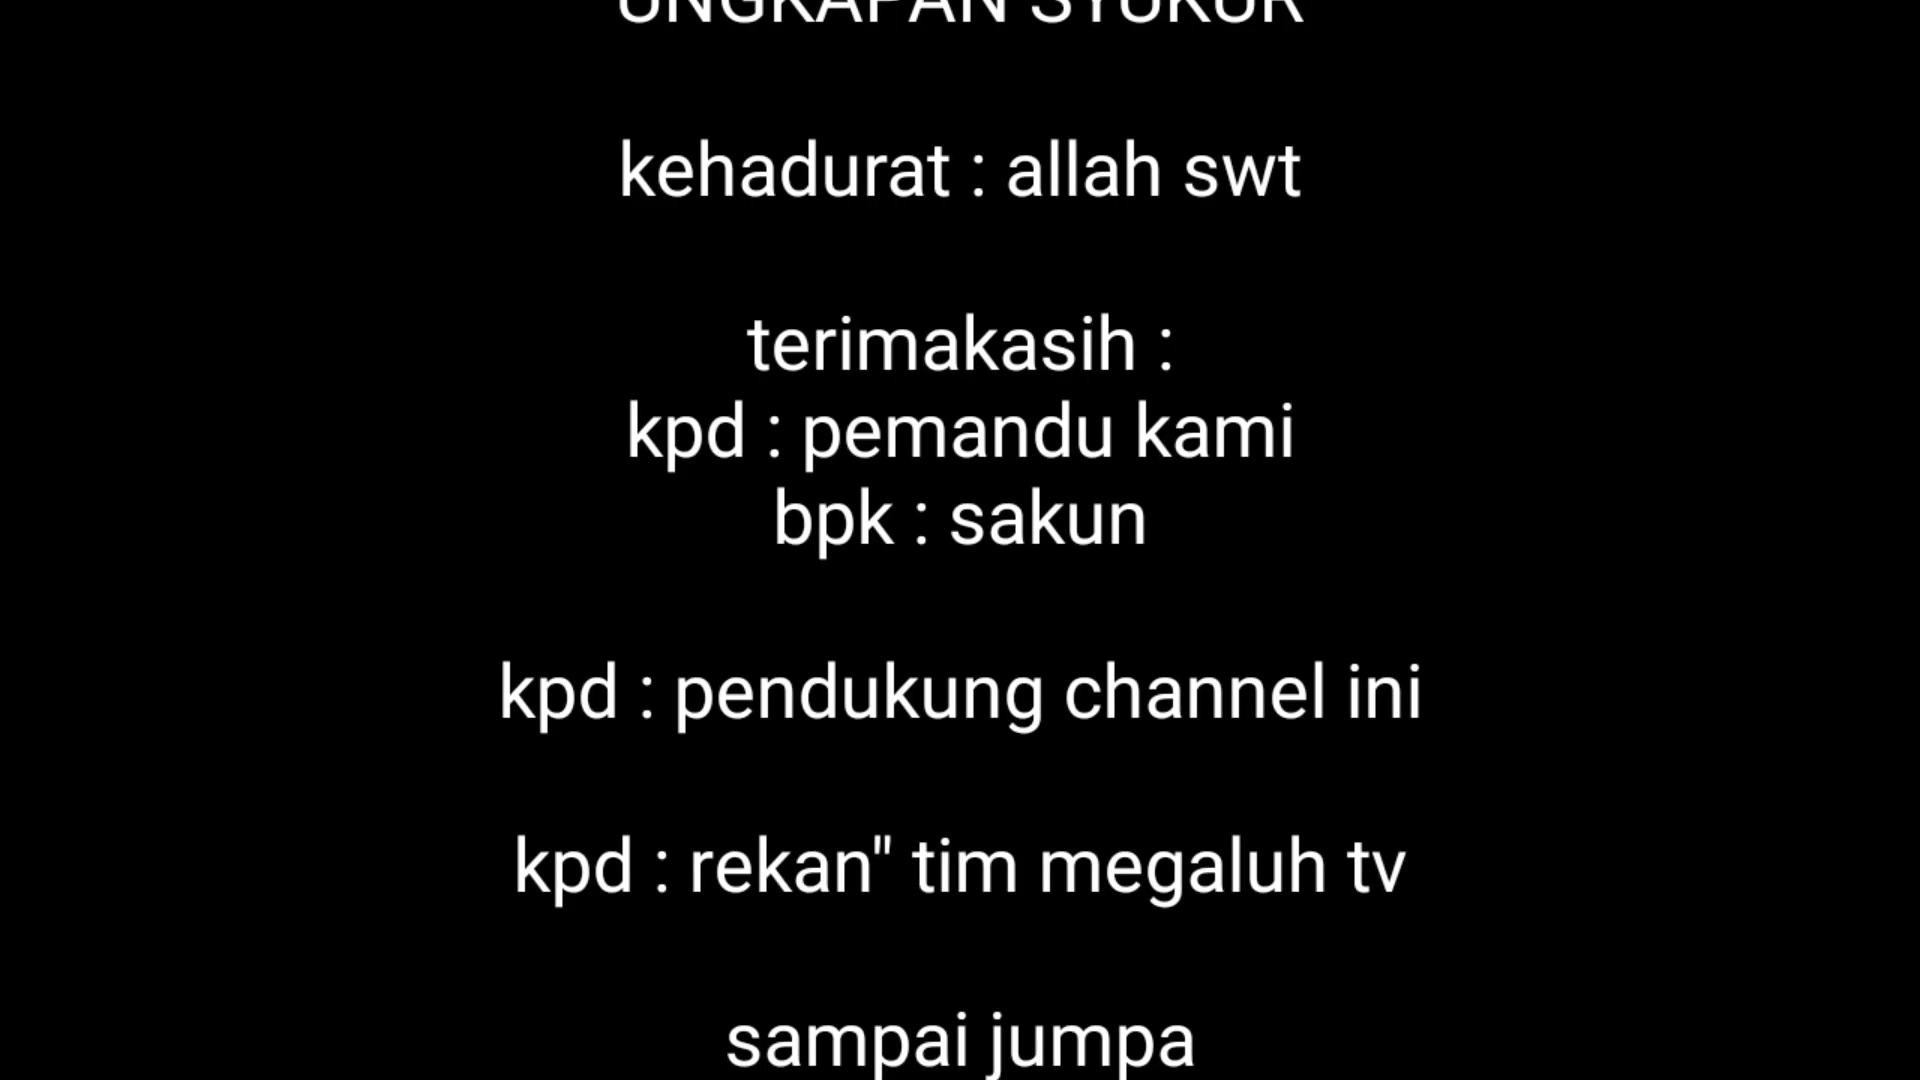 UNGKAPAN SYUKUR
kehadurat : allah swt
terimakasih :
kpd : pemandu kami
bpk : sakun
kpd : pendukung channel ini
kpd : rekan" tim megaluh tv
sampai jumpa